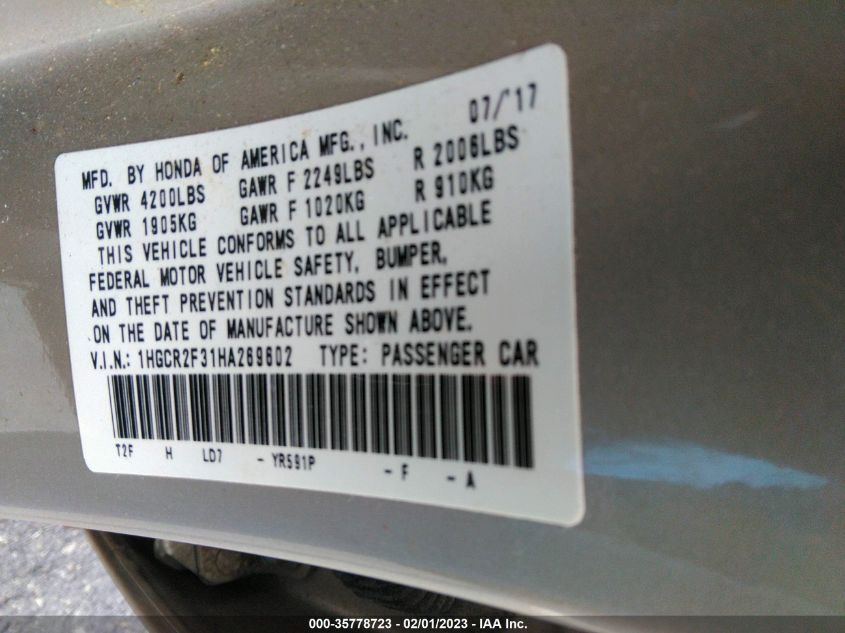 07/'17
MFD. BY HONDA OF AMERICA MFG., INC.
GVWR 4200LBS GAWR F 2249LBS R 2006LBS
GVWR 1905KG GAWR F 1020KG R 910KG
THIS VEHICLE CONFORMS TO ALL APPLICABLE
FEDERAL MOTOR VEHICLE SAFETY, BUMPER,
AND THEFT PREVENTION STANDARDS IN EFFECT
ON THE DATE OF MANUFACTURE SHOWN ABOVE.
V.I.N.: 1HGCR2F31HA269602 TYPE: PASSENGER CAR
T2F H LD7 - YR591P - F - A
000-35778723 - 02/01/2023 - IAA Inc.